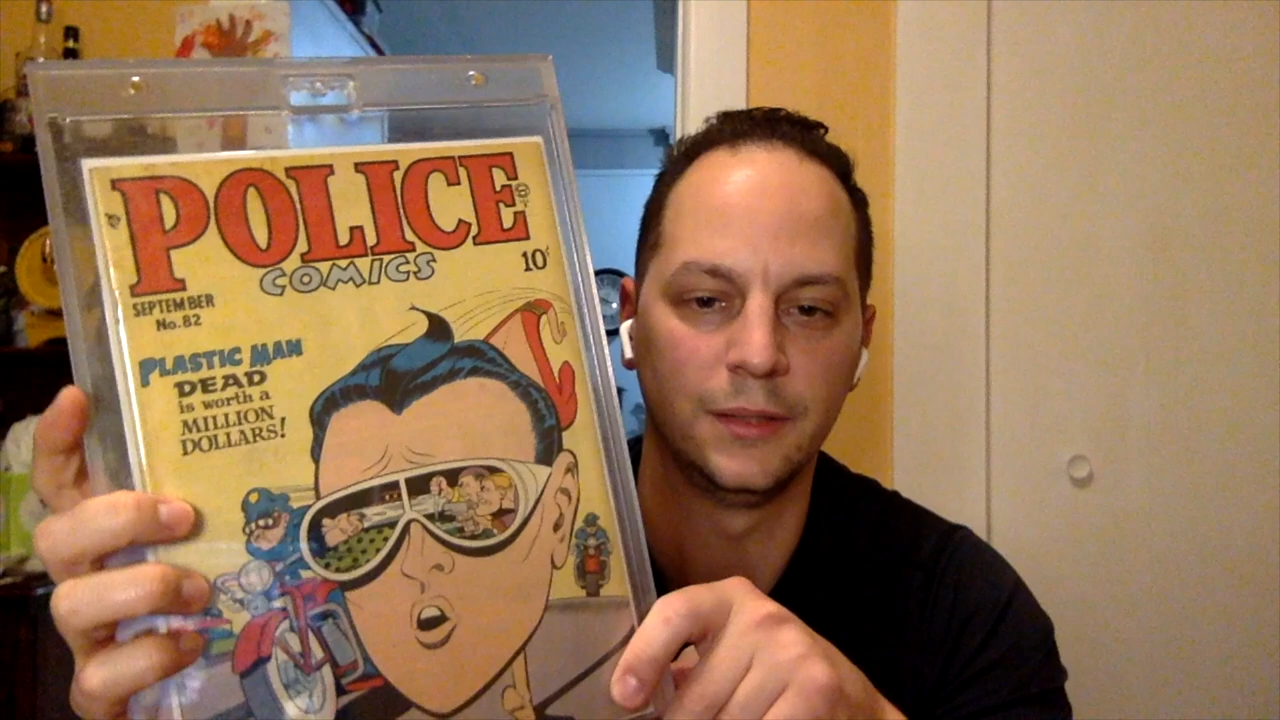 POLICE
COMICS
10¢
SEPTEMBER
No.82
PLASTIC MAN
DEAD
is worth a
MILLION
DOLLARS!